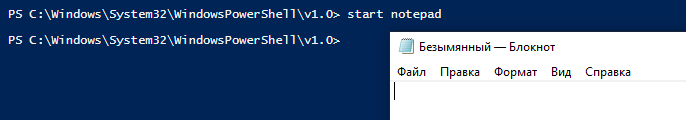 PS C:\Windows\System32\WindowsPowerShell\v1.0> start notepad
PS C:\Windows\System32\WindowsPowerShell\v1.0>
Безымянный — Блокнот
Файл Правка Формат Вид Справка